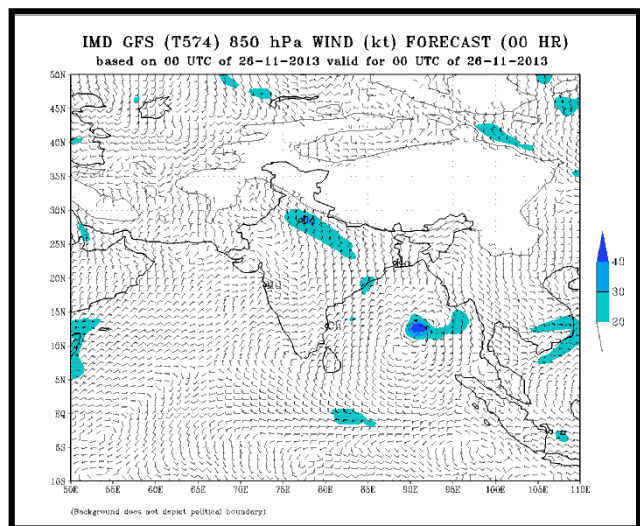 IMD GFS (T574) 850 hPa WIND (kt) FORECAST (00 HR)
based on 00 UTC of 26-11-2013 valid for 00 UTC of 26-11-2013
50N
45N
40N
35N
30N
25N
20N
15N
10N
5N
EQ
5S
10S
50E 55E 60E 65E 70E 75E 80E 85E 90E 95E 100E 105E 110E
40
30
20
(Background does not depict political boundary)